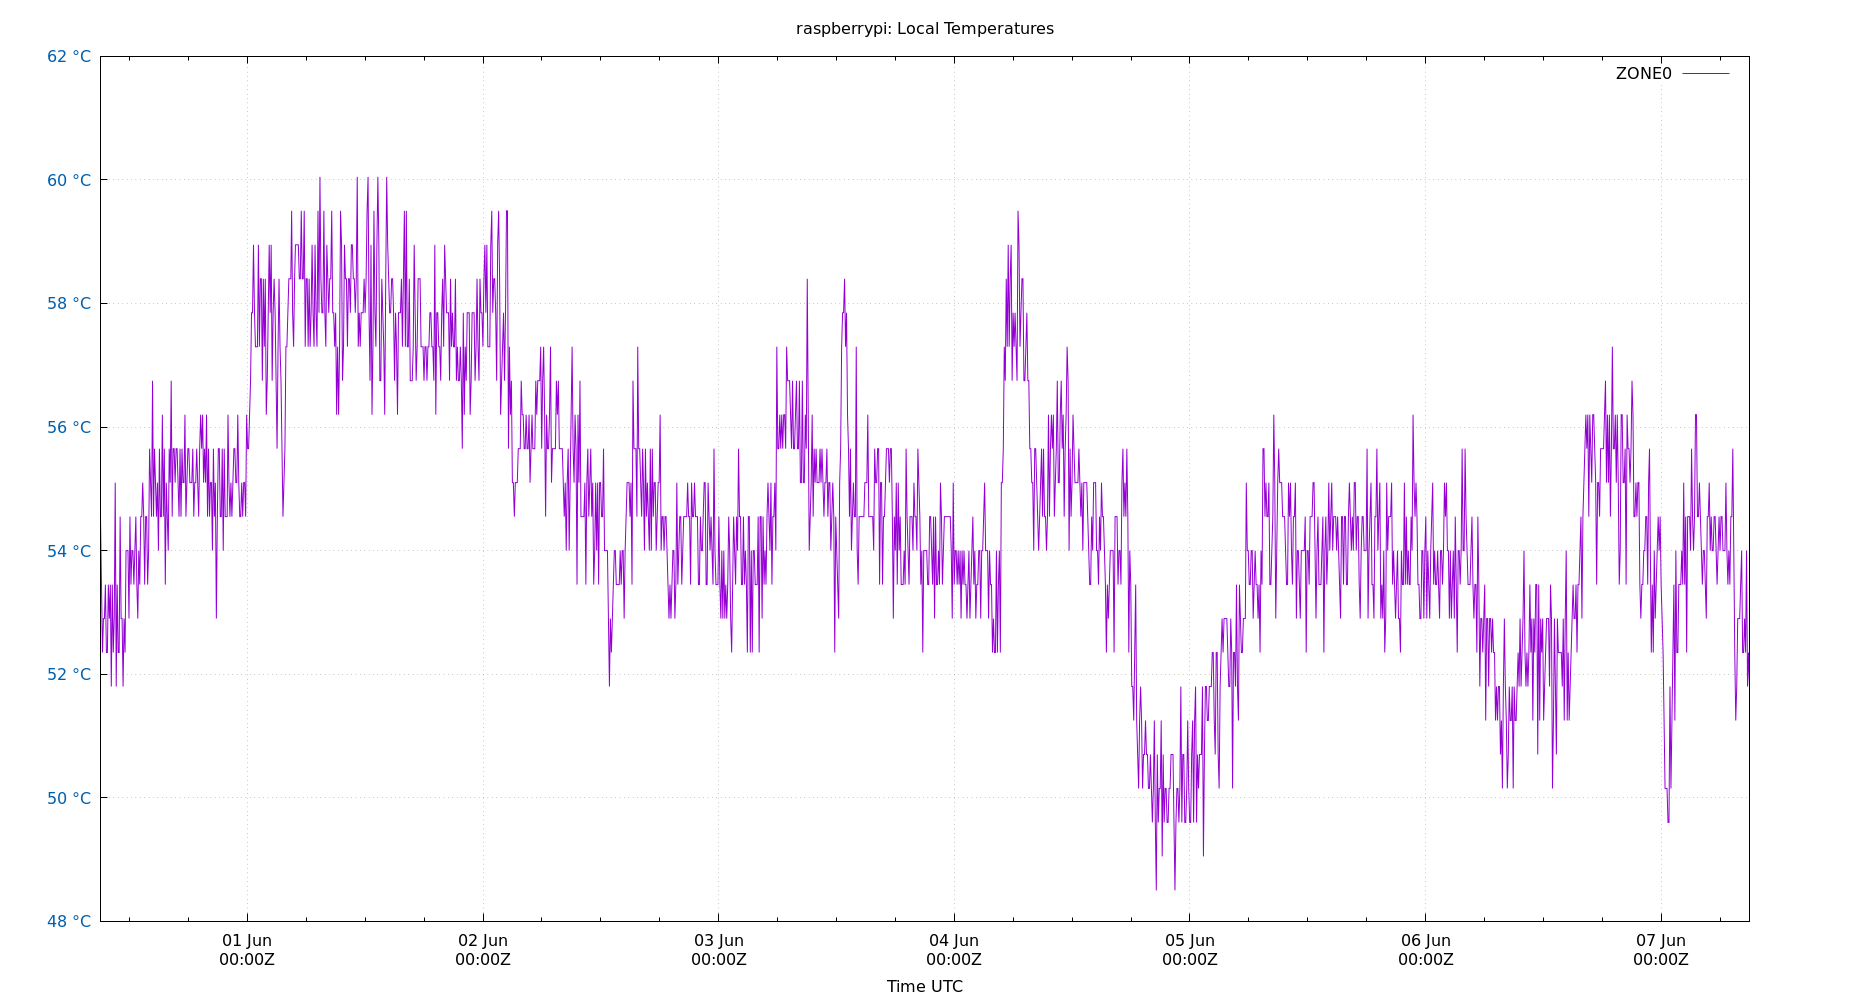 raspberrypi: Local Temperatures
62 °C
ZONE0
60 °C
58 °C
56 °C
54 °C
52 °C
50 °C
48 °C
01 Jun 02 Jun 03 Jun 04 Jun 05 Jun 06 Jun 07 Jun
00:00Z 00:00Z 00:00Z 00:00Z 00:00Z 00:00Z 00:00Z
Time UTC